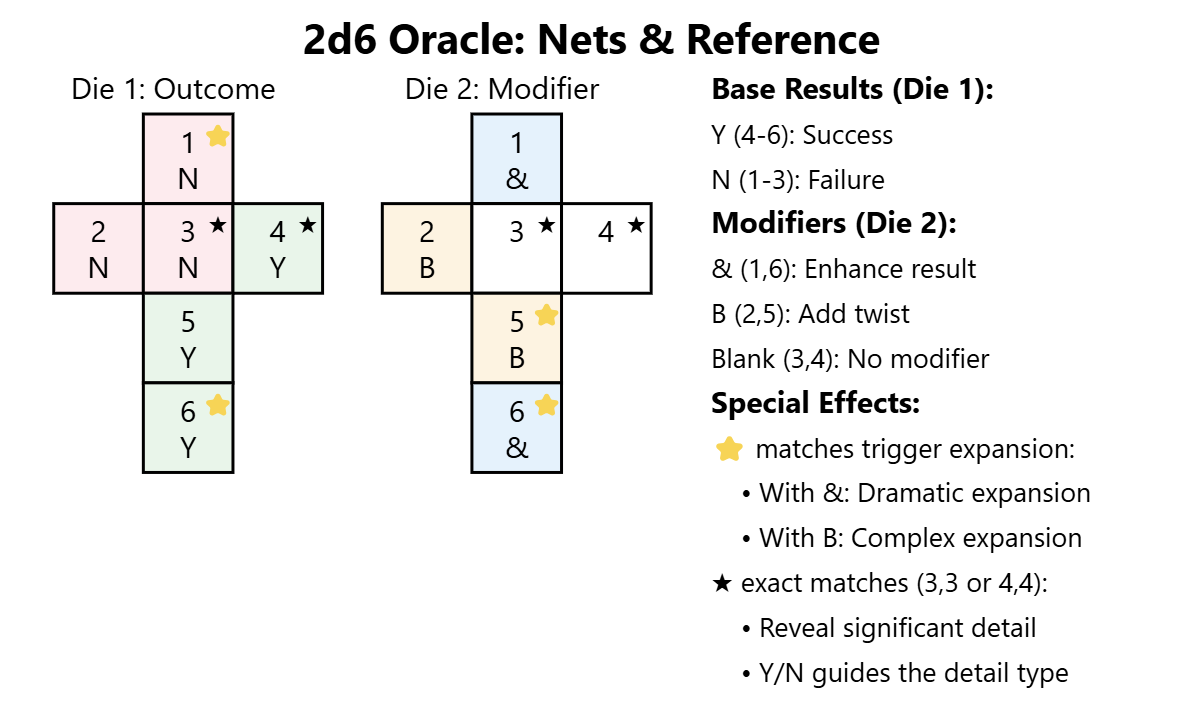 2d6 Oracle: Nets & Reference
Die 1: Outcome
1
N
2
N
3 ★
N
4 ★
Y
5
Y
6
Y
Die 2: Modifier
1
&
2
B
3 ★
4 ★
5
B
6
&
Base Results (Die 1):
Y (4-6): Success
N (1-3): Failure
Modifiers (Die 2):
& (1,6): Enhance result
B (2,5): Add twist
Blank (3,4): No modifier
Special Effects:
⭐ matches trigger expansion:
• With &: Dramatic expansion
• With B: Complex expansion
★ exact matches (3,3 or 4,4):
• Reveal significant detail
• Y/N guides the detail type